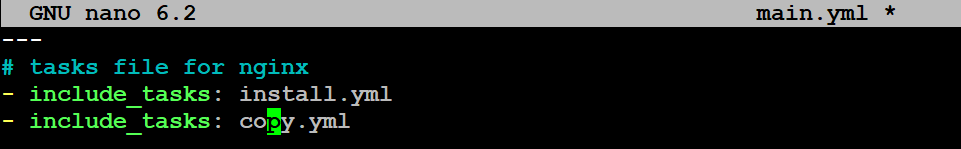 GNU nano 6.2 main.yml *
---
# tasks file for nginx
- include_tasks: install.yml
- include_tasks: copy.yml